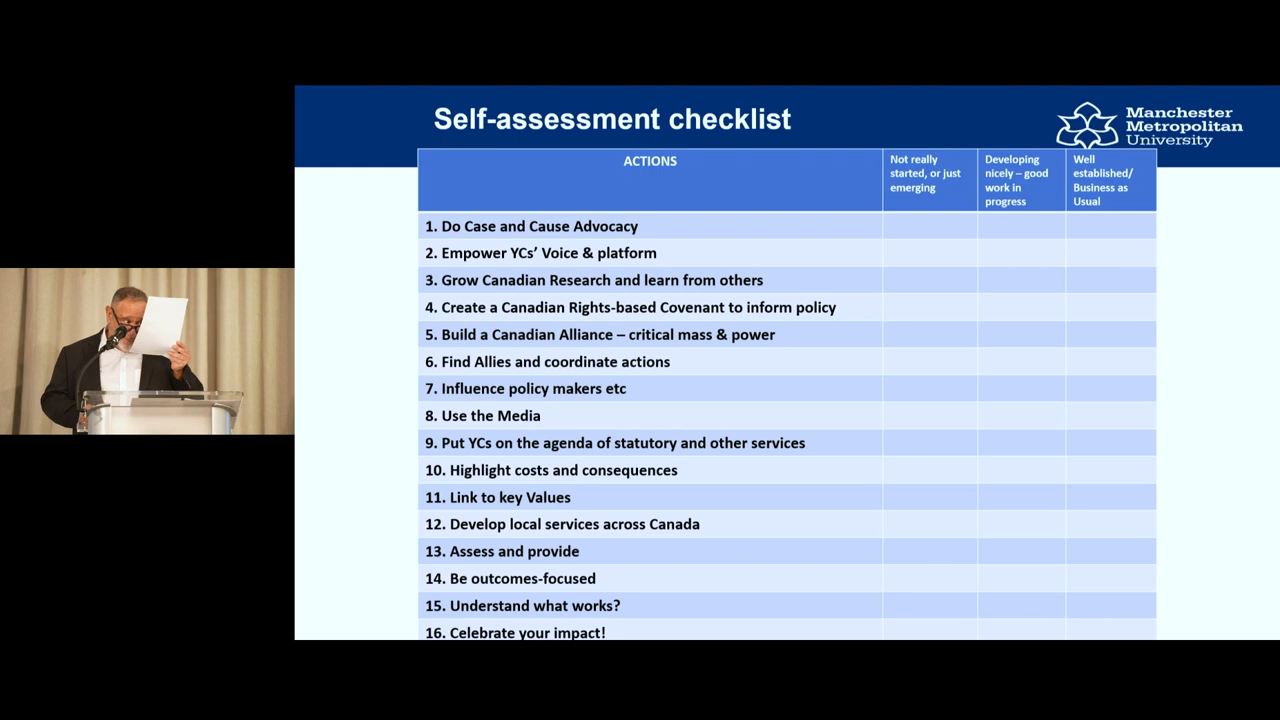 Self-assessment checklist
Manchester
Metropolitan
University
ACTIONS
Not really
started, or just
emerging
Developing
nicely – good
work in
progress
Well
established/
Business as
Usual
1. Do Case and Cause Advocacy
2. Empower YCs’ Voice & platform
3. Grow Canadian Research and learn from others
4. Create a Canadian Rights-based Covenant to inform policy
5. Build a Canadian Alliance – critical mass & power
6. Find Allies and coordinate actions
7. Influence policy makers etc
8. Use the Media
9. Put YCs on the agenda of statutory and other services
10. Highlight costs and consequences
11. Link to key Values
12. Develop local services across Canada
13. Assess and provide
14. Be outcomes-focused
15. Understand what works?
16. Celebrate your impact!